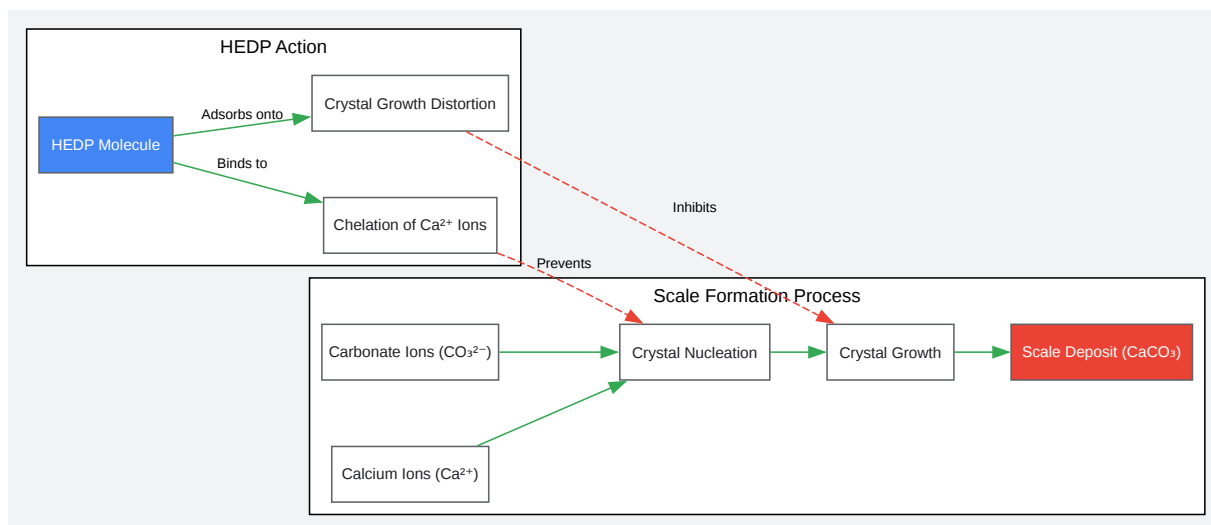 HEDP Action
Crystal Growth Distortion
Adsorbs onto
HEDP Molecule
Binds to
Chelation of Ca²⁺ Ions
Inhibits
Prevents
Scale Formation Process
Carbonate Ions (CO₃²⁻)
Crystal Nucleation
Crystal Growth
Scale Deposit (CaCO₃)
Calcium Ions (Ca²⁺)